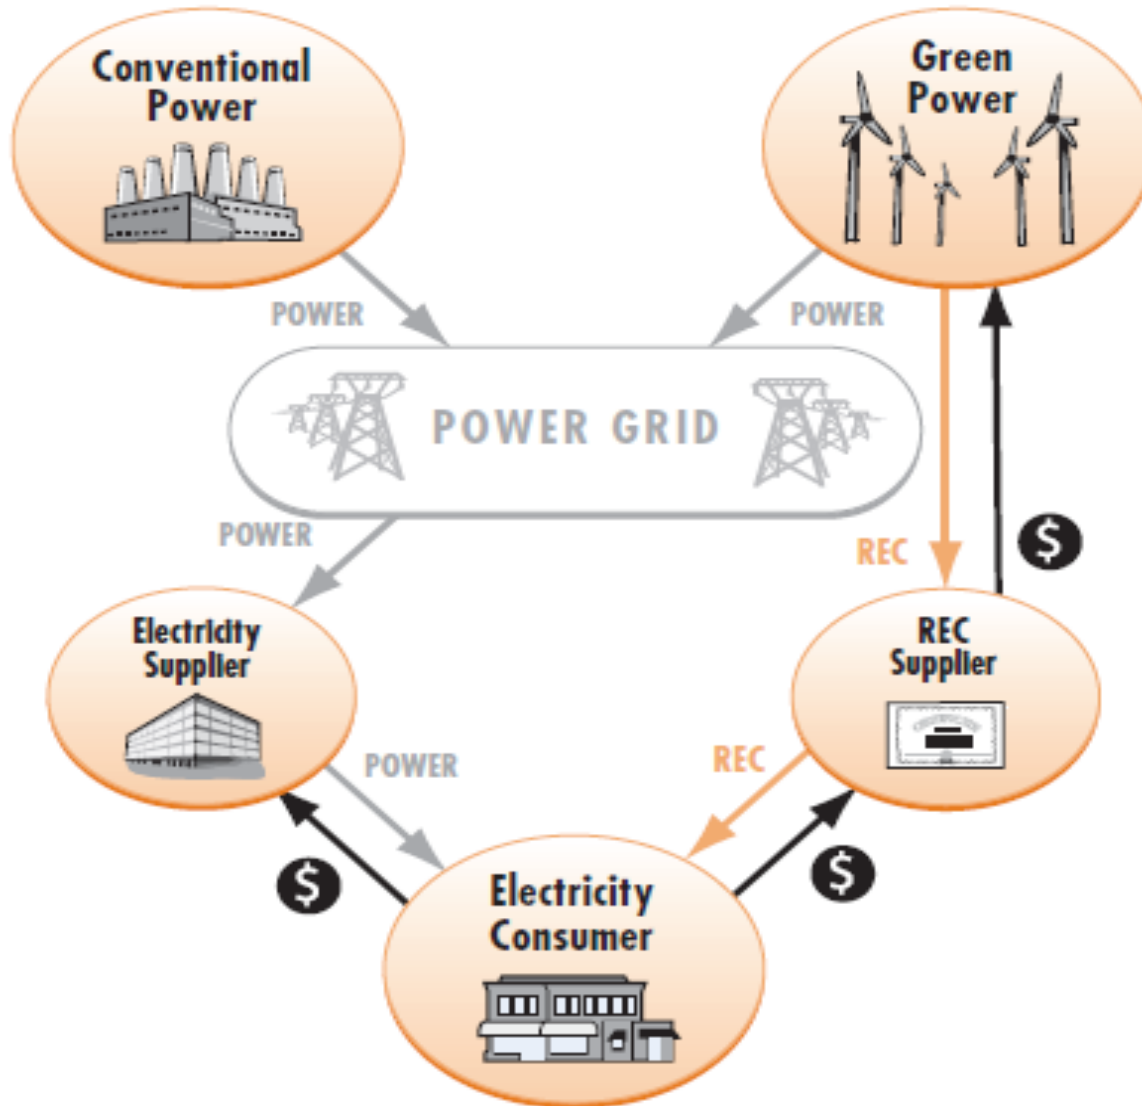 Conventional
Power
Green
Power
POWER
POWER
POWER GRID
POWER
REC
$
Electricity
Supplier
REC
Supplier
POWER
REC
$
$
Electricity
Consumer